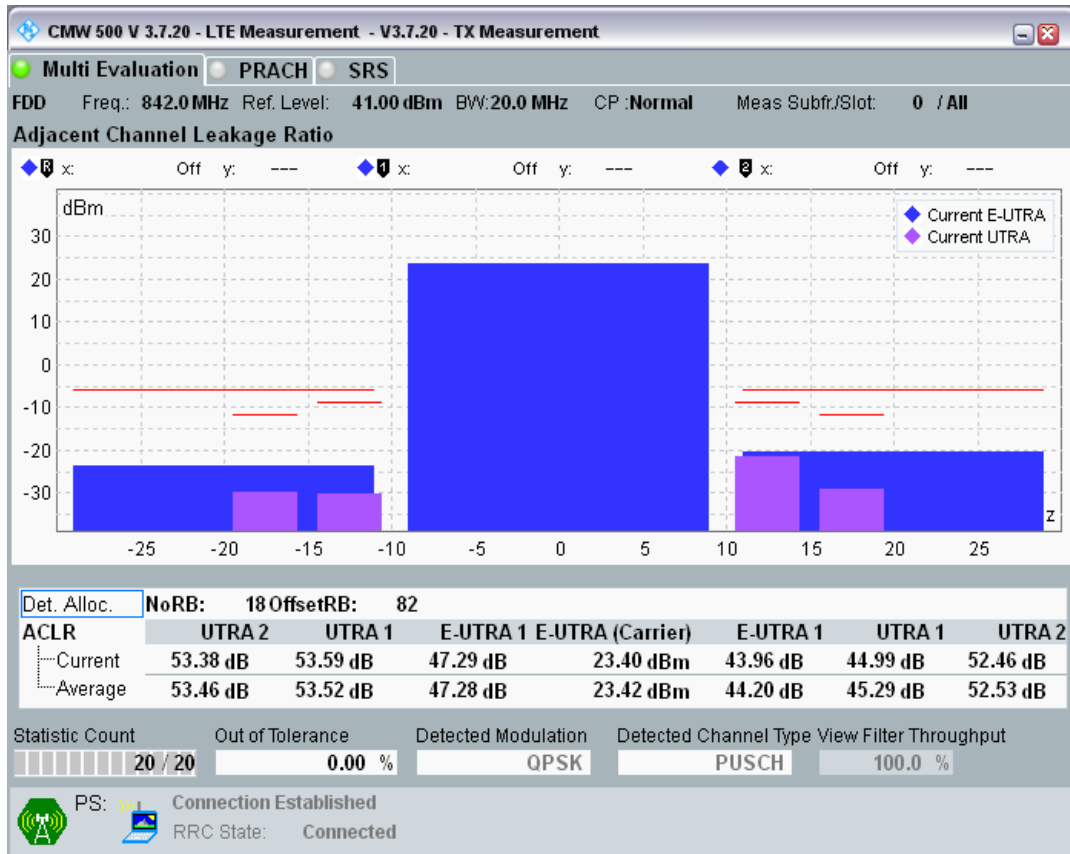 CMW 500 V 3.7.20 - LTE Measurement - V3.7.20 - TX Measurement
Multi Evaluation PRACH SRS
FDD Freq.: 842.0 MHz Ref. Level: 41.00 dBm BW: 20.0 MHz CP :Normal Meas Subfr./Slot: 0 / All
Adjacent Channel Leakage Ratio
R x: Off y: --- 1 x: Off y: --- 2 x: Off y: ---
dBm
Current E-UTRA
Current UTRA
30
20
10
0
-10
-20
-30
z
-25 -20 -15 -10 -5 0 5 10 15 20 25
Det. Alloc. NoRB: 18 OffsetRB: 82
ACLR UTRA 2 UTRA 1 E-UTRA 1 E-UTRA (Carrier) E-UTRA 1 UTRA 1 UTRA 2
Current 53.38 dB 53.59 dB 47.29 dB 23.40 dBm 43.96 dB 44.99 dB 52.46 dB
Average 53.46 dB 53.52 dB 47.28 dB 23.42 dBm 44.20 dB 45.29 dB 52.53 dB
Statistic Count Out of Tolerance Detected Modulation Detected Channel Type View Filter Throughput
20 / 20 0.00 % QPSK PUSCH 100.0 %
PS: Connection Established
RRC State: Connected